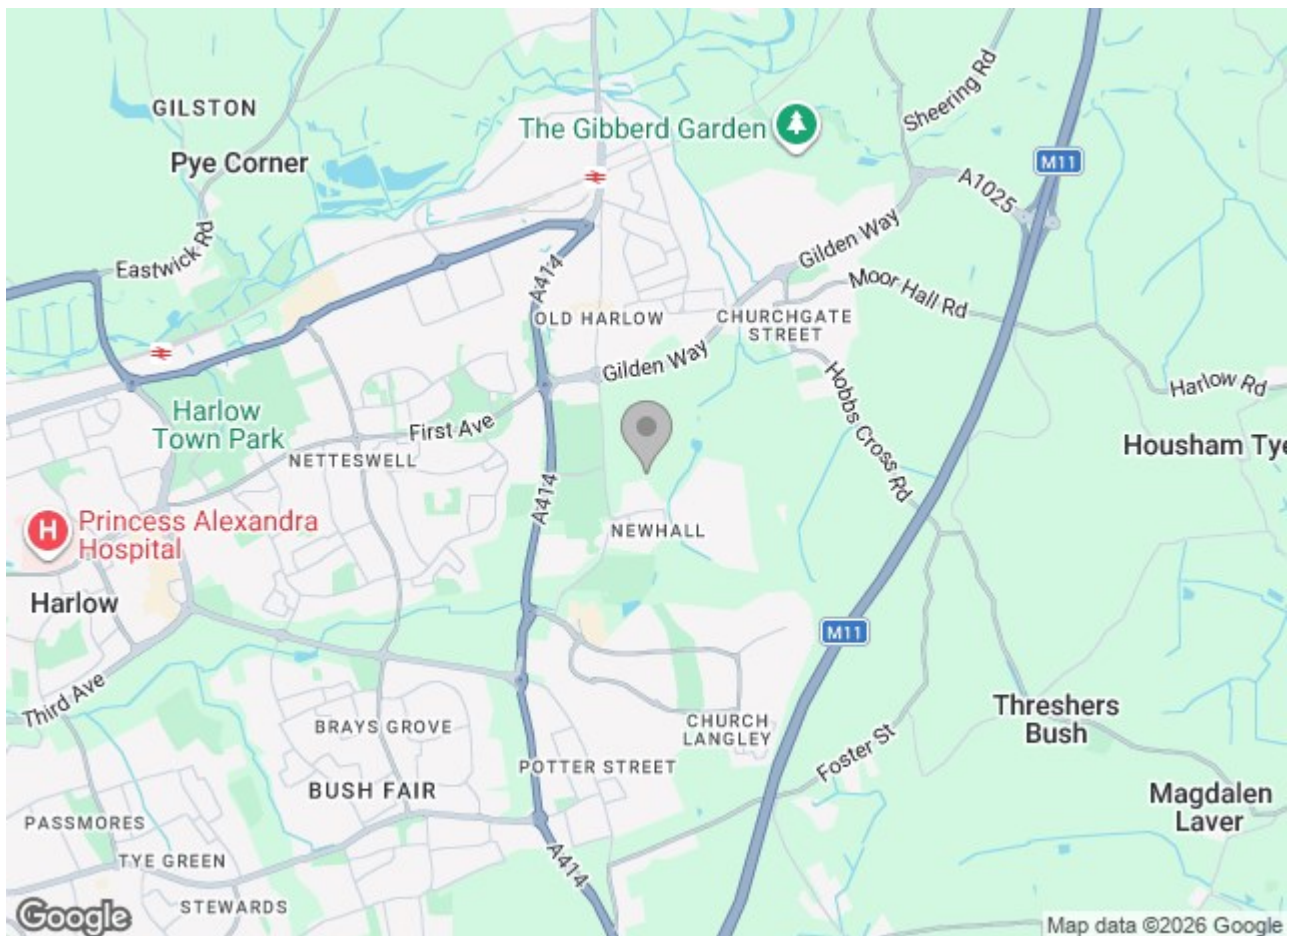 GILSTON
Pye Corner
The Gibberd Garden
Sheering Rd
M11
A1025
Eastwick Rd
A414
Gilden Way
Moor Hall Rd
OLD HARLOW
CHURCHGATE
STREET
Gilden Way
Hobbs Cross Rd
Harlow Rd
Harlow
Town Park
First Ave
NETTESWELL
Housham Tye
A414
H
Princess Alexandra
Hospital
NEWHALL
Harlow
M11
Third Ave
BRAYS GROVE
CHURCH
LANGLEY
Threshers
Bush
Foster St
POTTER STREET
BUSH FAIR
Magdalen
Laver
PASSMORES
TYE GREEN
A414
STEWARDS
Google
Map data ©2026 Google